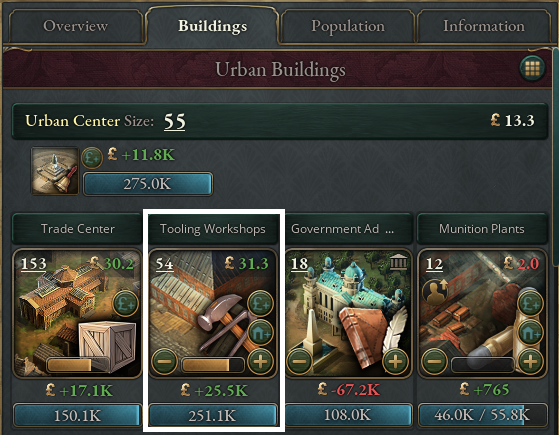 Overview Buildings Population Information
Urban Buildings
Urban Center Size: 55 £ 13.3
£+ £ +11.8K
275.0K
Trade Center Tooling Workshops Government Ad ... Munition Plants
153 £ 30.2 54 £ 31.3 18 12 £ 2.0
£+ £+ £+
£ +17.1K £ +25.5K £ -67.2K £ +765
150.1K 251.1K 108.0K 46.0K / 55.8K